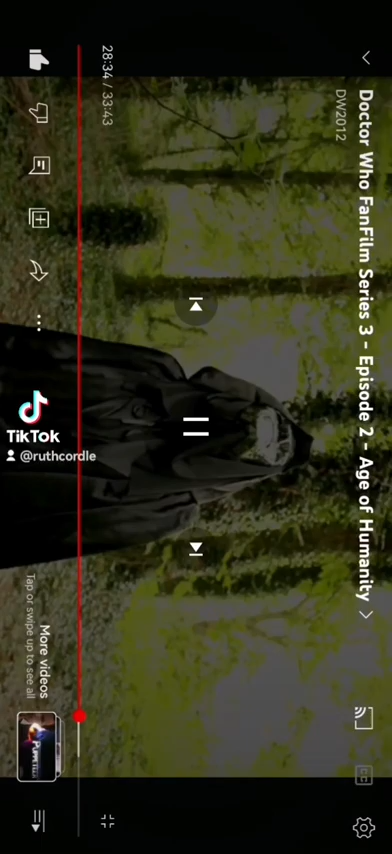 Doctor Who FanFilm Series 3 - Episode 2 - Age of Humanity
DW2012
28:34 / 33:43
More videos
Tap or swipe up to see all
TikTok
@ruthcordle